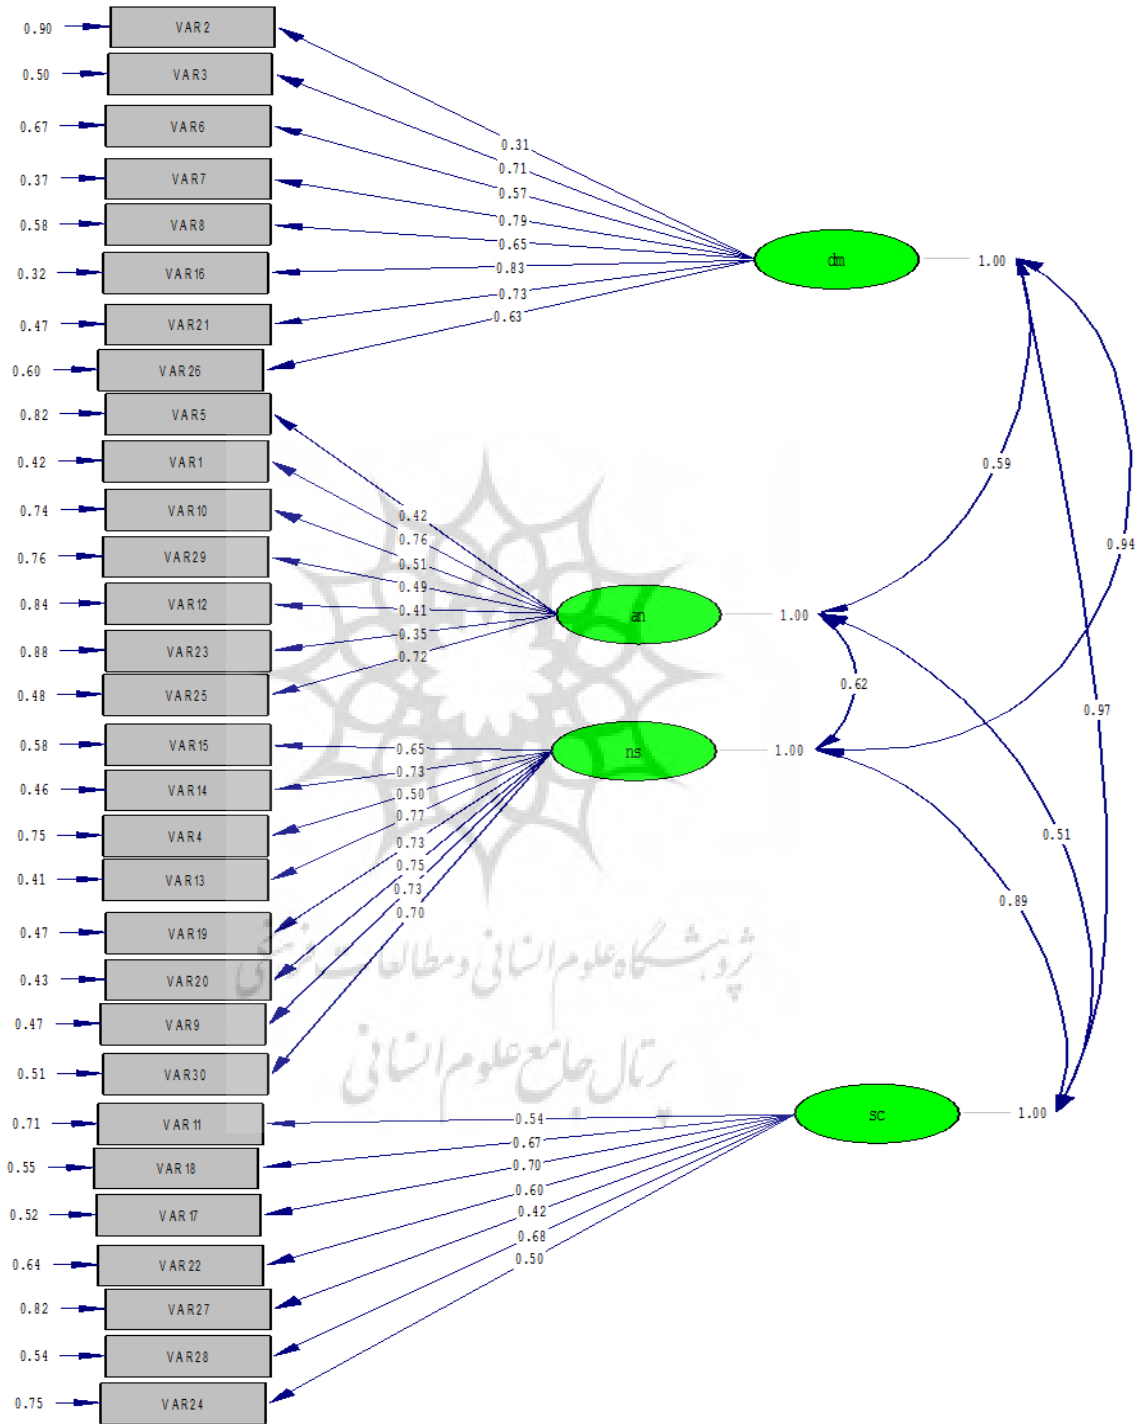 0.90 VAR2
0.50 VAR3
0.67 VAR6
0.31
0.71
0.37 VAR7
0.57
0.79
0.58 VAR8
0.65
0.83
dm 1.00
0.32 VAR16
0.73
0.63
0.47 VAR21
0.60 VAR26
0.82 VAR5
0.42 VAR1
0.59
0.74 VAR10
0.42
0.76
0.94
0.76 VAR29
0.51
0.49
0.84 VAR12
0.41
an 1.00
0.35
0.88 VAR23
0.72
0.62
0.48 VAR25
0.97
0.58 VAR15
0.65
ns 1.00
0.73
0.46 VAR14
0.50
0.77
0.75 VAR4
0.73
0.51
0.75
0.41 VAR13
0.73
0.89
0.70
0.47 VAR19
پژوهشگاه علوم انسانی و مطالعات فرهنگی
0.43 VAR20
0.47 VAR9
0.51 VAR30
پرتال جامع علوم انسانی
0.71 VAR11
0.54
sc 1.00
0.67
0.55 VAR18
0.70
0.60
0.52 VAR17
0.42
0.68
0.64 VAR22
0.50
0.82 VAR27
0.54 VAR28
0.75 VAR24